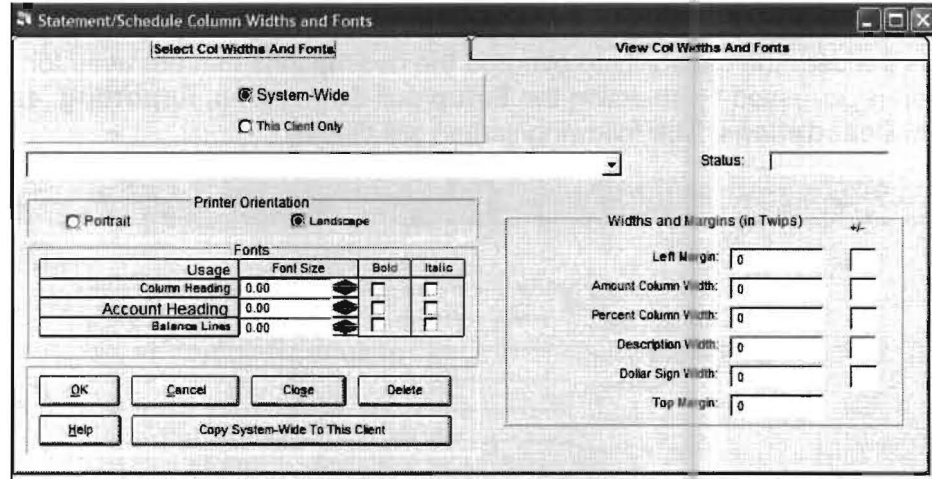 Statement/Schedule Column Widths and Fonts
Select Col Widths And Fonts
View Col Widths And Fonts
System-Wide
This Client Only
Status:
Printer Orientation
Portrait
Landscape
Fonts
Usage Font Size Bold Italic
Column Heading 0.00
Account Heading 0.00
Balance Lines 0.00
Widths and Margins (in Twips) +/-
Left Margin: 0
Amount Column Width: 0
Percent Column Width: 0
Description Width: 0
Dollar Sign Width: 0
Top Margin: 0
OK Cancel Close Delete
Help Copy System-Wide To This Client